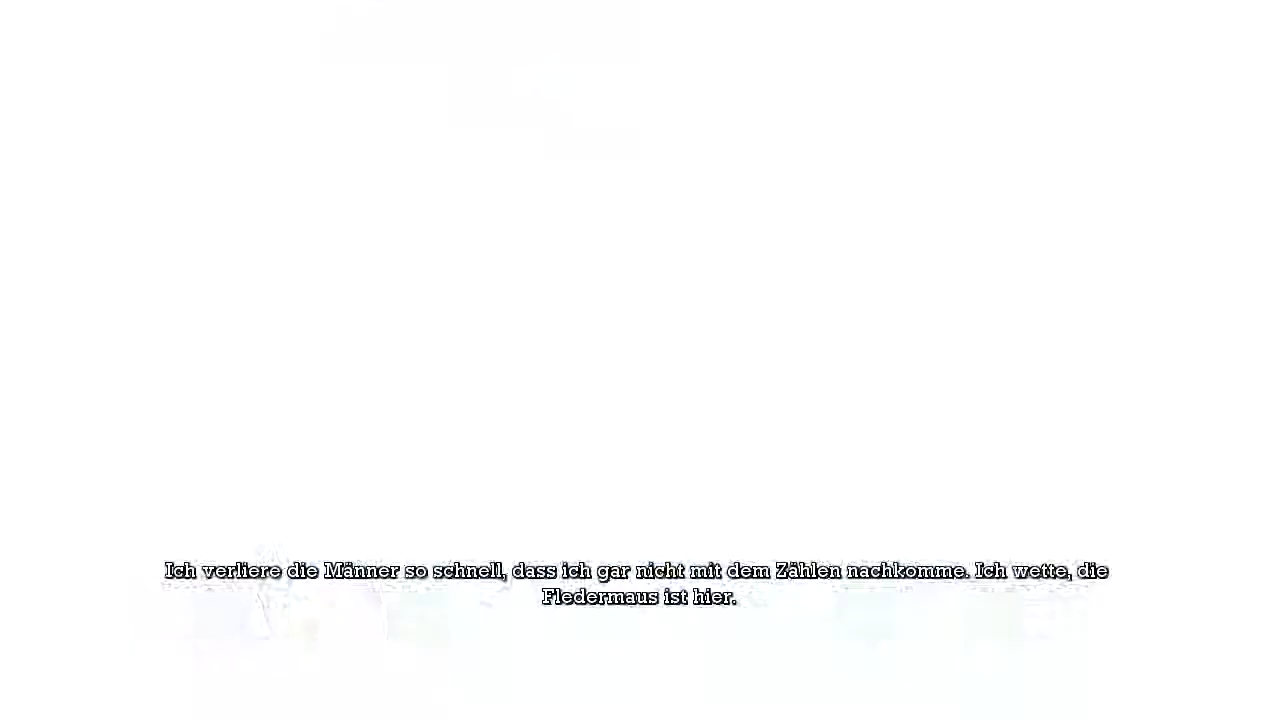 Ich verliere die Männer so schnell, dass ich gar nicht mit dem Zählen nachkomme. Ich wette, die
Fledermaus ist hier.